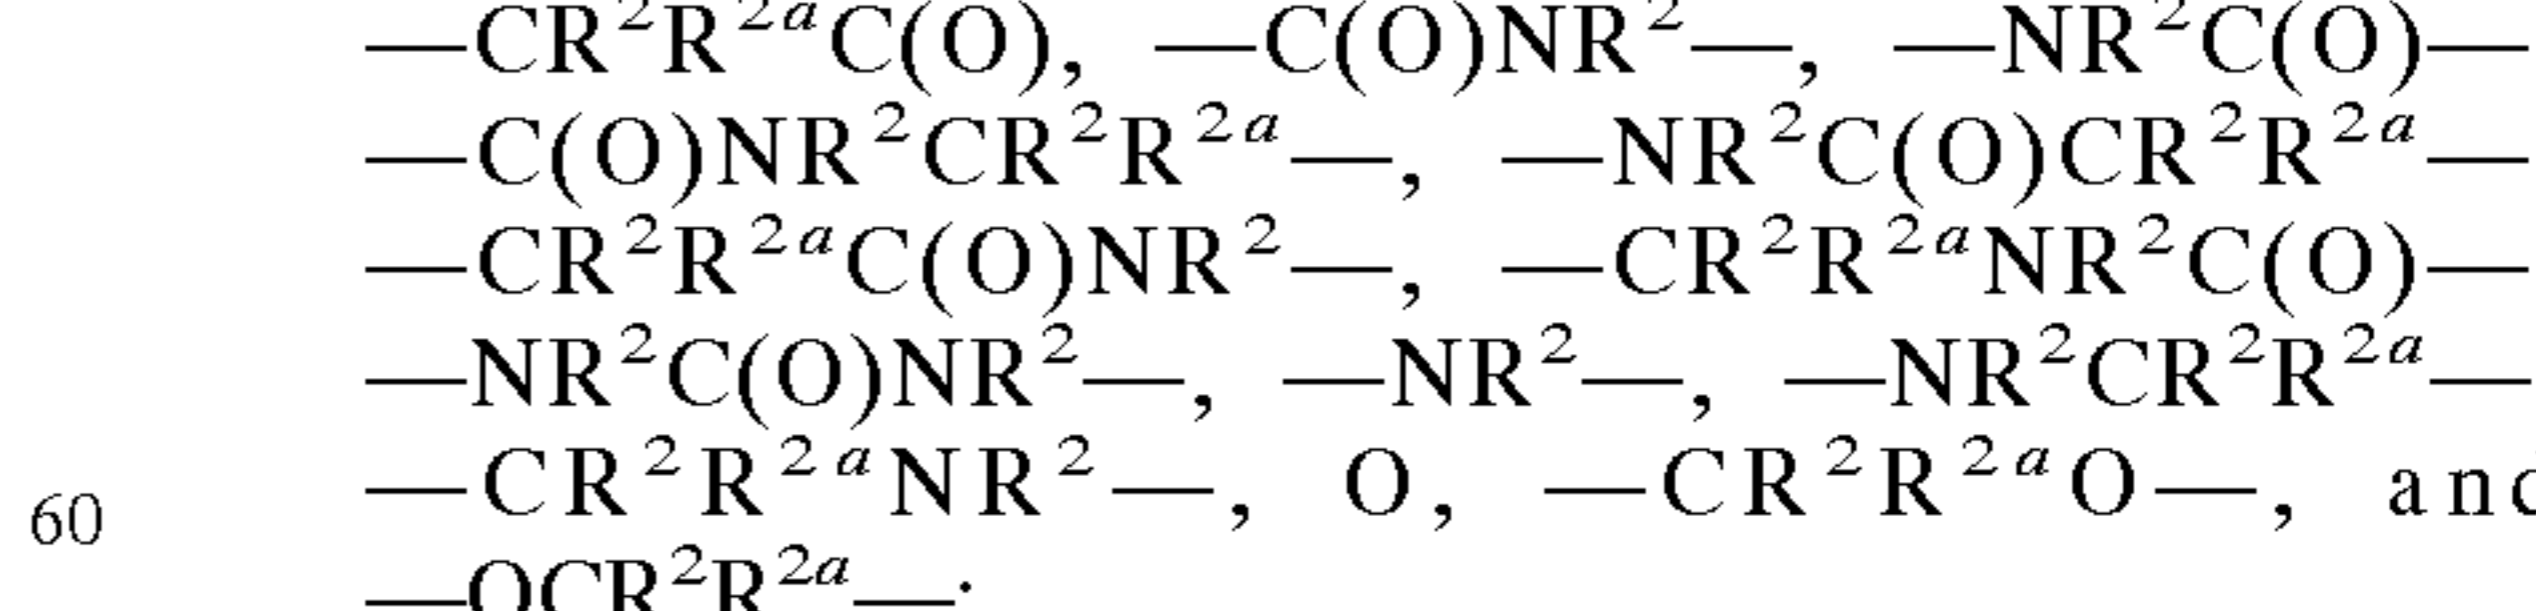 —CR²R²ᵃC(O), —C(O)NR²—, —NR²C(O)—
—C(O)NR²CR²R²ᵃ—, —NR²C(O)CR²R²ᵃ—
—CR²R²ᵃC(O)NR²—, —CR²R²ᵃNR²C(O)—
—NR²C(O)NR²—, —NR²—, —NR²CR²R²ᵃ—
—CR²R²ᵃNR²—, O, —CR²R²ᵃO—, and
60
—OCR²R²ᵃ—.